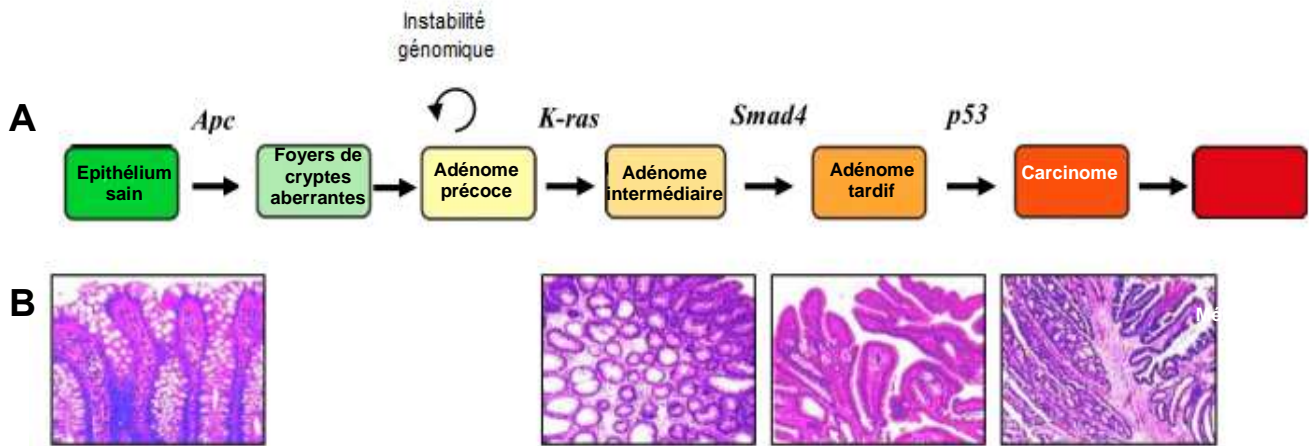 Instabilité
génomique
A
Apc
K-ras
Smad4
p53
Epithélium
sain
Foyers de
cryptes
aberrantes
Adénome
précoce
Adénome
intermédiaire
Adénome
tardif
Carcinome
B